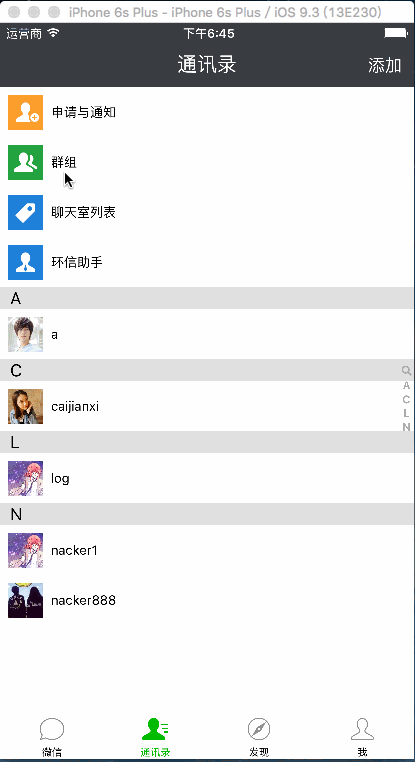 iPhone 6s Plus - iPhone 6s Plus / iOS 9.3 (13E230)
运营商 下午6:45
通讯录 添加
申请与通知
群组
聊天室列表
环信助手
A
a
C
caijianxi
A
C
L
N
L
log
N
nacker1
nacker888
微信 通讯录 发现 我